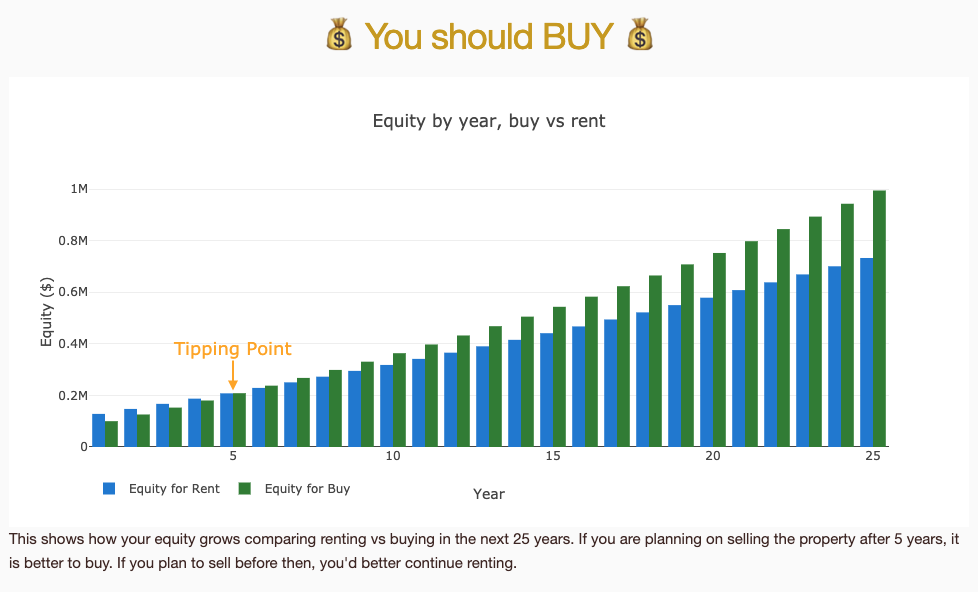 💰 You should BUY 💰
Equity by year, buy vs rent
1M
0.8M
0.6M
0.4M
0.2M
0
Equity ($)
Tipping Point
5
10
15
20
25
Equity for Rent
Equity for Buy
Year
This shows how your equity grows comparing renting vs buying in the next 25 years. If you are planning on selling the property after 5 years, it
is better to buy. If you plan to sell before then, you'd better continue renting.